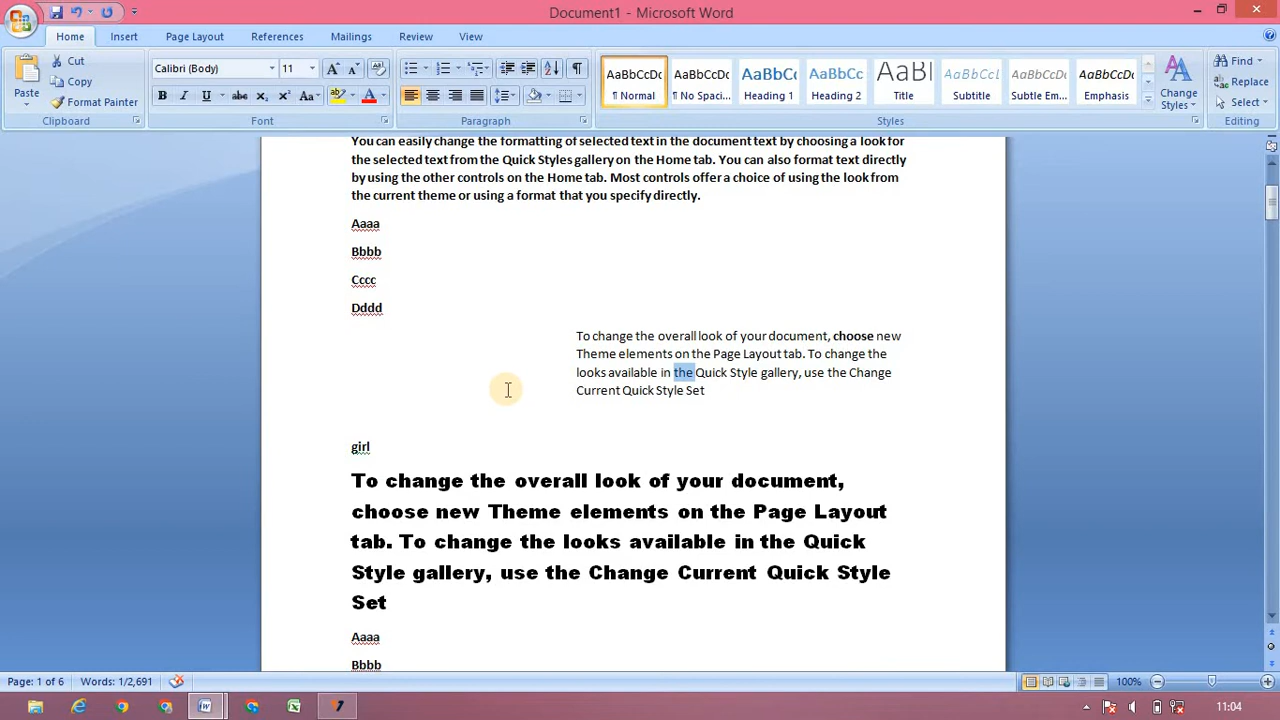 Document1 - Microsoft Word
Home Insert Page Layout References Mailings Review View
Paste
Cut
Copy
Format Painter
Clipboard
Calibri (Body) 11
Font
Paragraph
AaBbCcDc AaBbCcDc AaBbCc AaBbCc AaBl AaBbCcL AaBbCcDc AaBbCcDc
¶ Normal ¶ No Spaci... Heading 1 Heading 2 Title Subtitle Subtle Em... Emphasis
Change
Styles
Styles
Find
Replace
Select
Editing
You can easily change the formatting of selected text in the document text by choosing a look for
the selected text from the Quick Styles gallery on the Home tab. You can also format text directly
by using the other controls on the Home tab. Most controls offer a choice of using the look from
the current theme or using a format that you specify directly.
Aaaa
Bbbb
Cccc
Dddd
To change the overall look of your document, choose new
Theme elements on the Page Layout tab. To change the
looks available in the Quick Style gallery, use the Change
Current Quick Style Set
girl
To change the overall look of your document,
choose new Theme elements on the Page Layout
tab. To change the looks available in the Quick
Style gallery, use the Change Current Quick Style
Set
Aaaa
Bbbb
Page: 1 of 6 Words: 1/2,691 100%
11:04